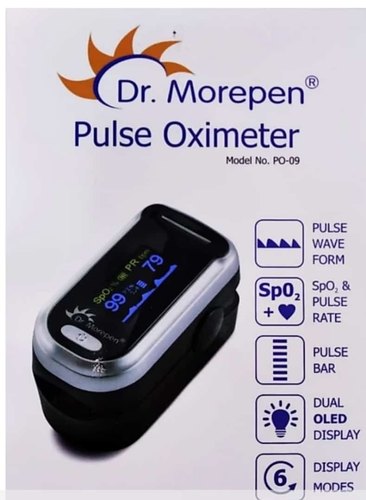 Dr. Morepen®
Pulse Oximeter
Model No. PO-09
PULSE
WAVE
FORM
SpO₂
+
SpO₂ &
PULSE
RATE
PULSE
BAR
DUAL
OLED
DISPLAY
6
DISPLAY
MODES
SpO₂ % PR bpm
99 79
Dr. Morepen